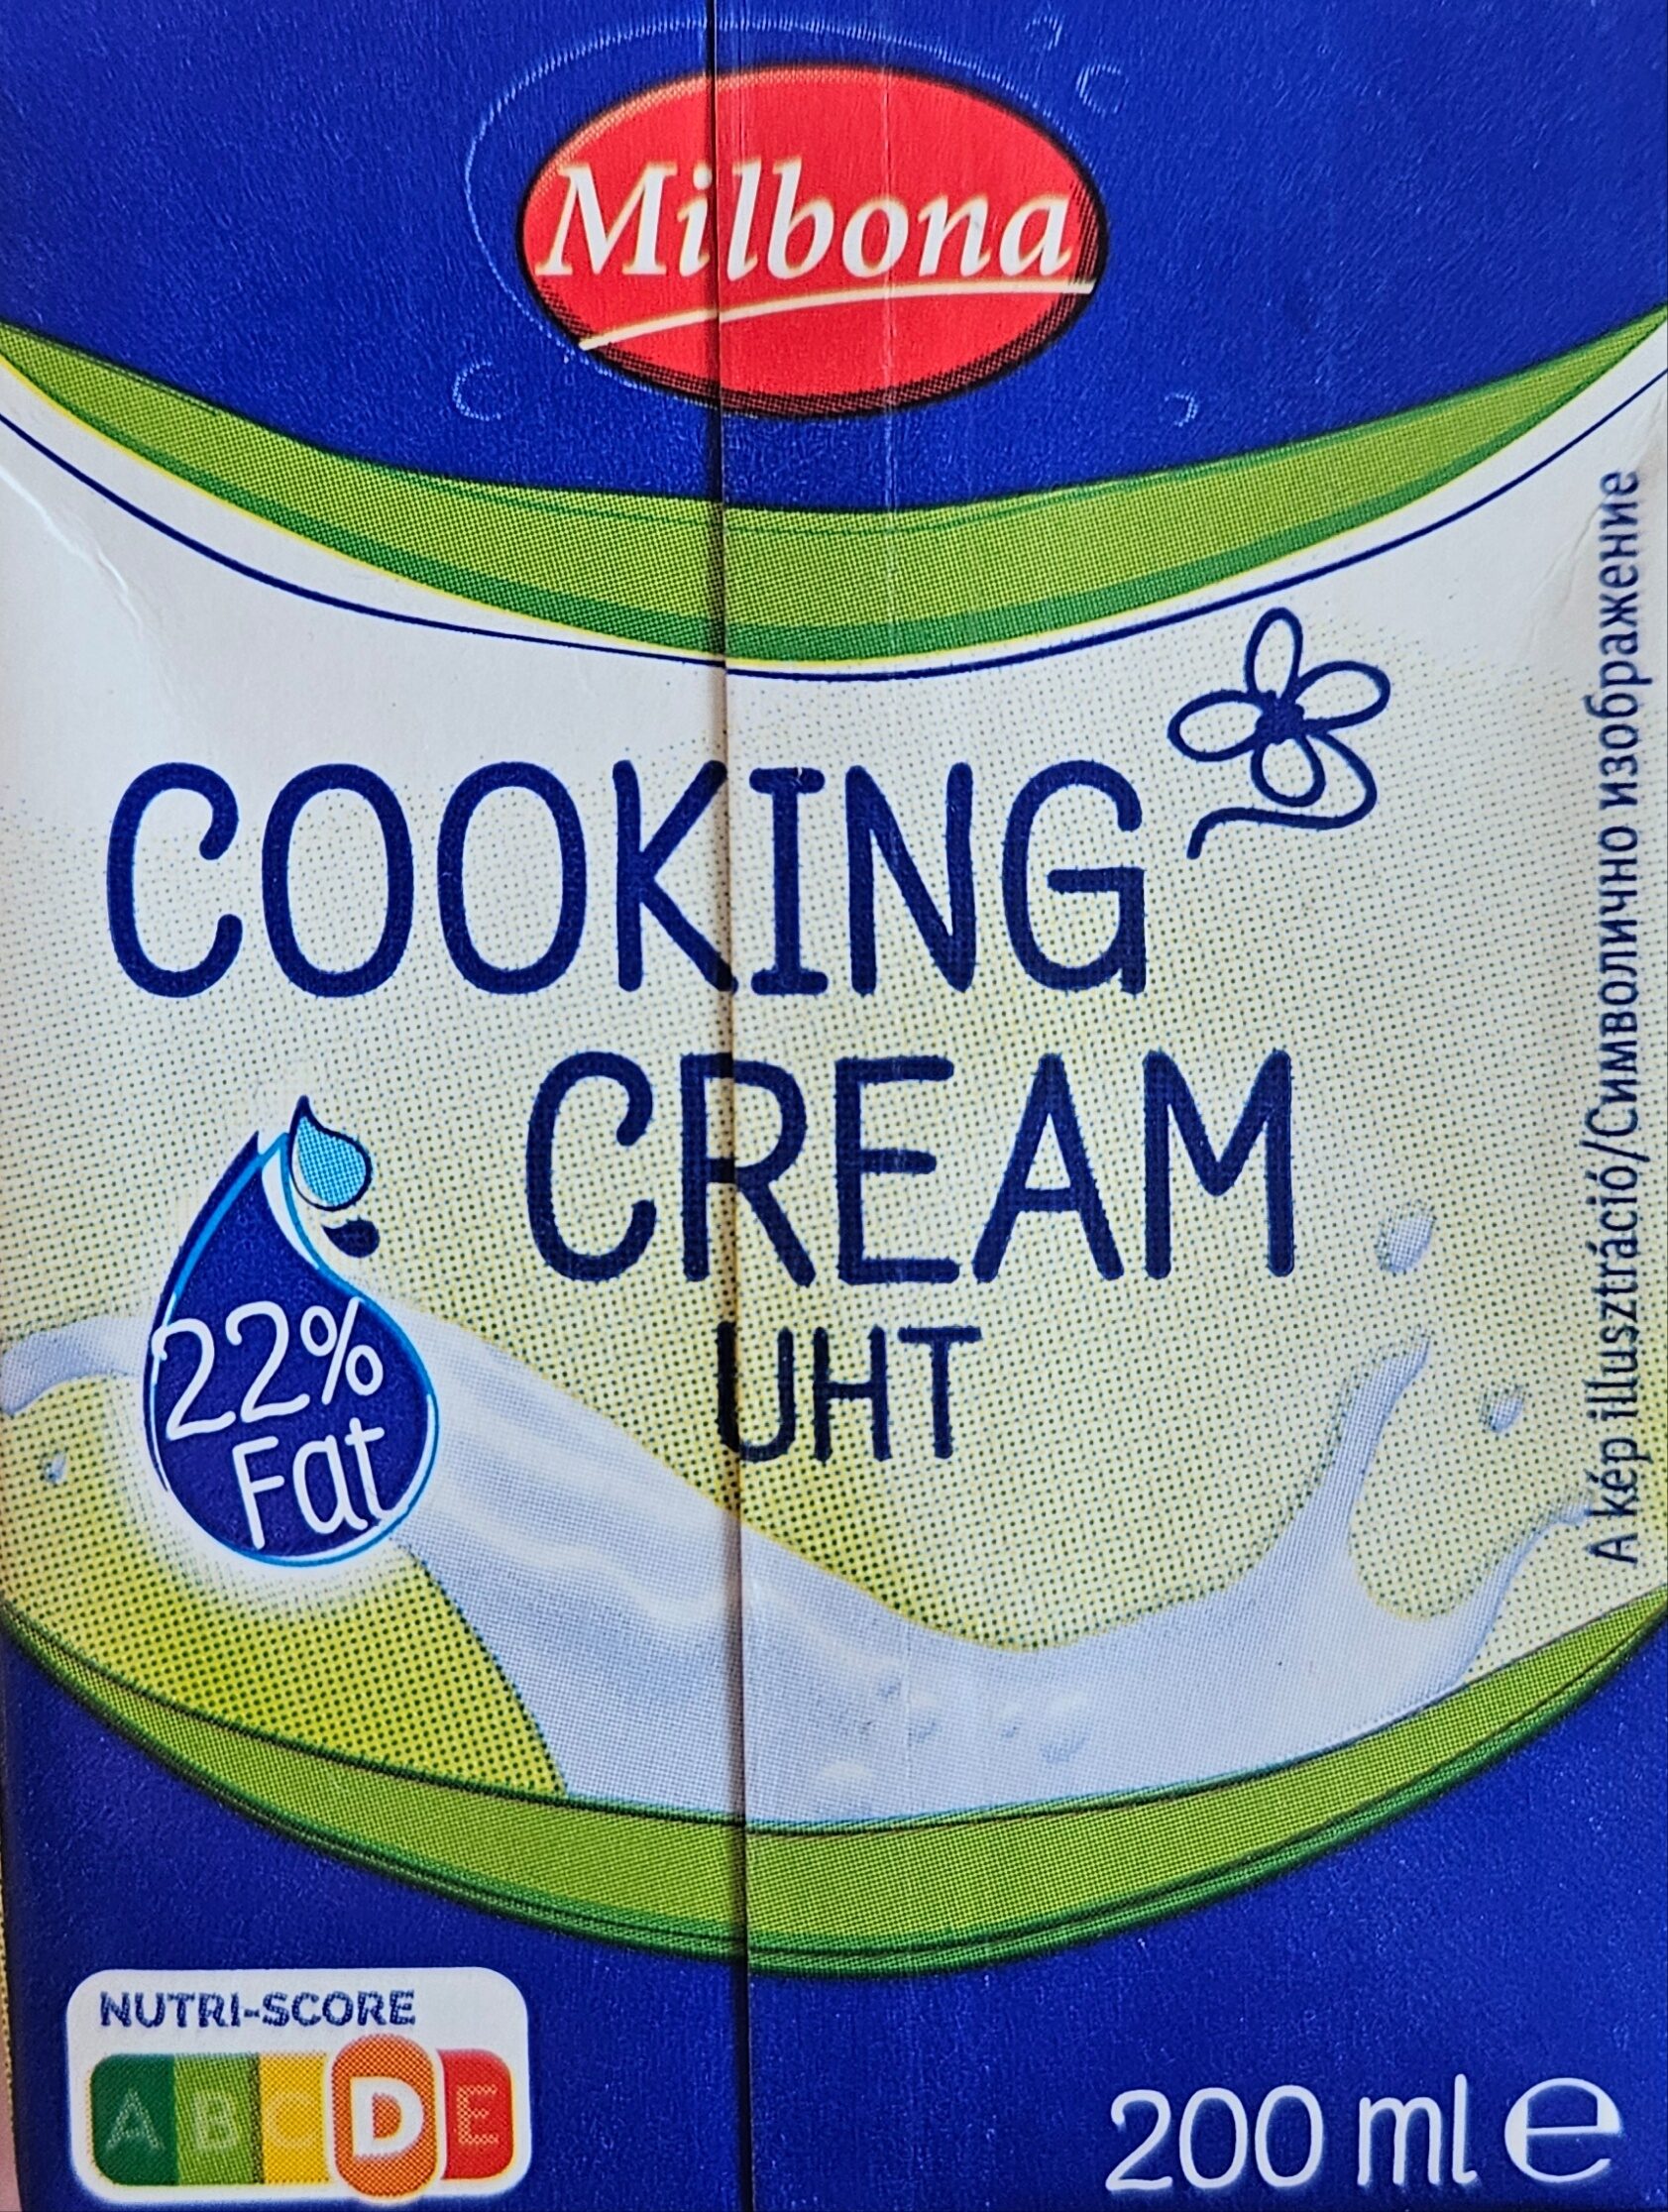 Milbona
COOKING
CREAM
UHT
22%
Fat
A kép illusztráció/Символично изображение
NUTRI-SCORE
A B C D E
200 ml e